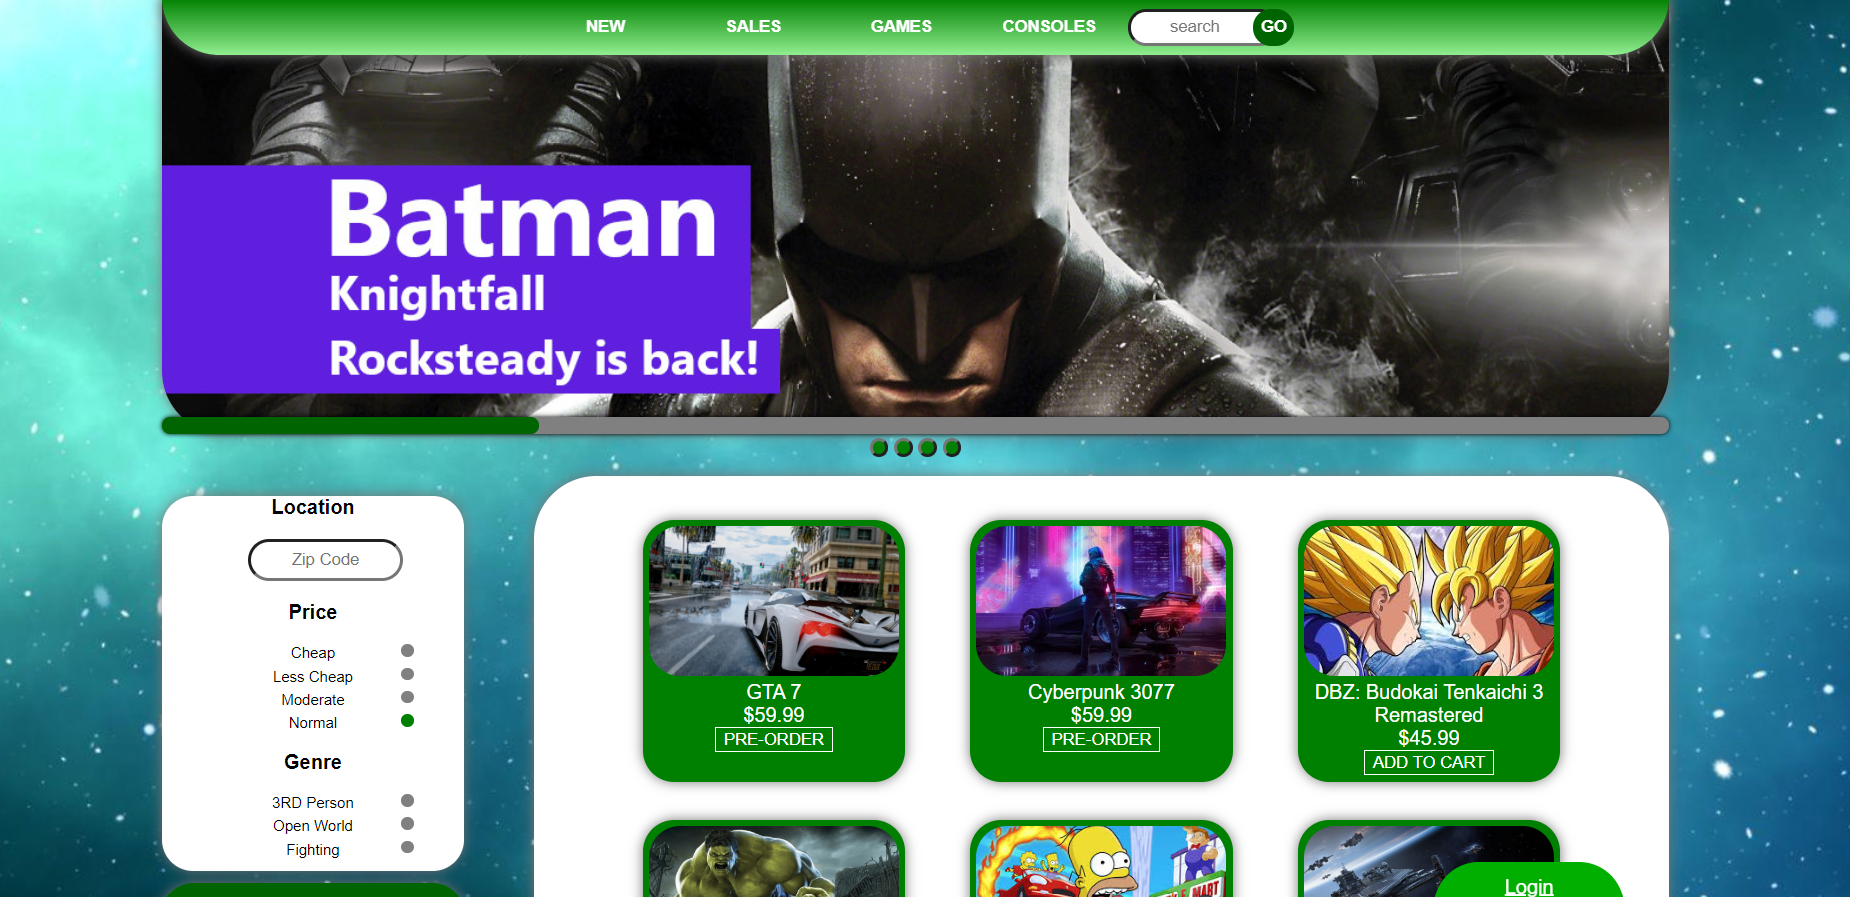 NEW SALES GAMES CONSOLES search GO
Batman
Knightfall
Rocksteady is back!
Location
Zip Code
Price
Cheap
Less Cheap
Moderate
Normal
Genre
3RD Person
Open World
Fighting
GTA 7
$59.99
PRE-ORDER
Cyberpunk 3077
$59.99
PRE-ORDER
DBZ: Budokai Tenkaichi 3
Remastered
$45.99
ADD TO CART
MART
Login